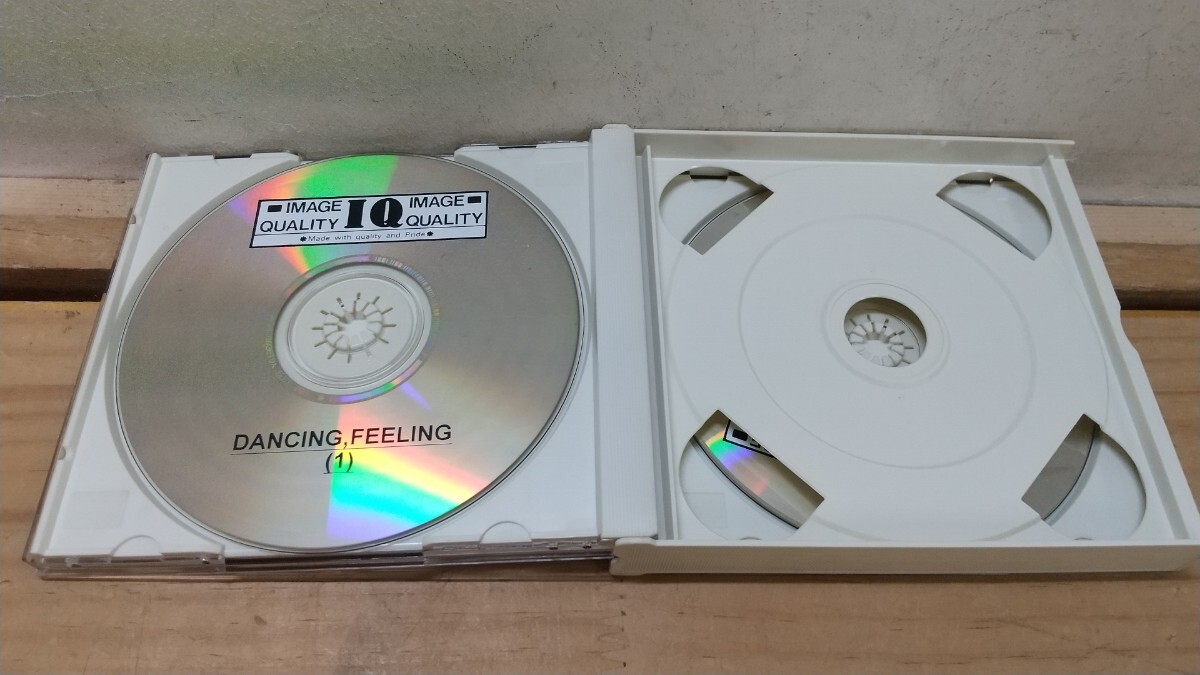 IMAGE QUALITY IQ IMAGE QUALITY
✸Made with quality and Pride✸
DANCING,FEELING
(1)